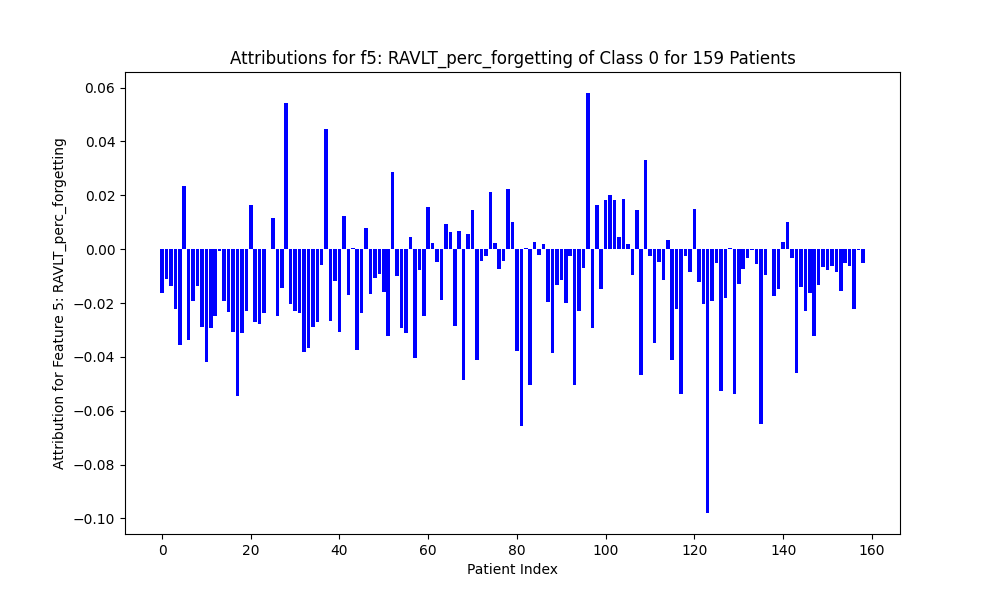 Attributions for f5: RAVLT_perc_forgetting of Class 0 for 159 Patients
Attribution for Feature 5: RAVLT_perc_forgetting
0.06
0.04
0.02
0.00
−0.02
−0.04
−0.06
−0.08
−0.10
0 20 40 60 80 100 120 140 160
Patient Index